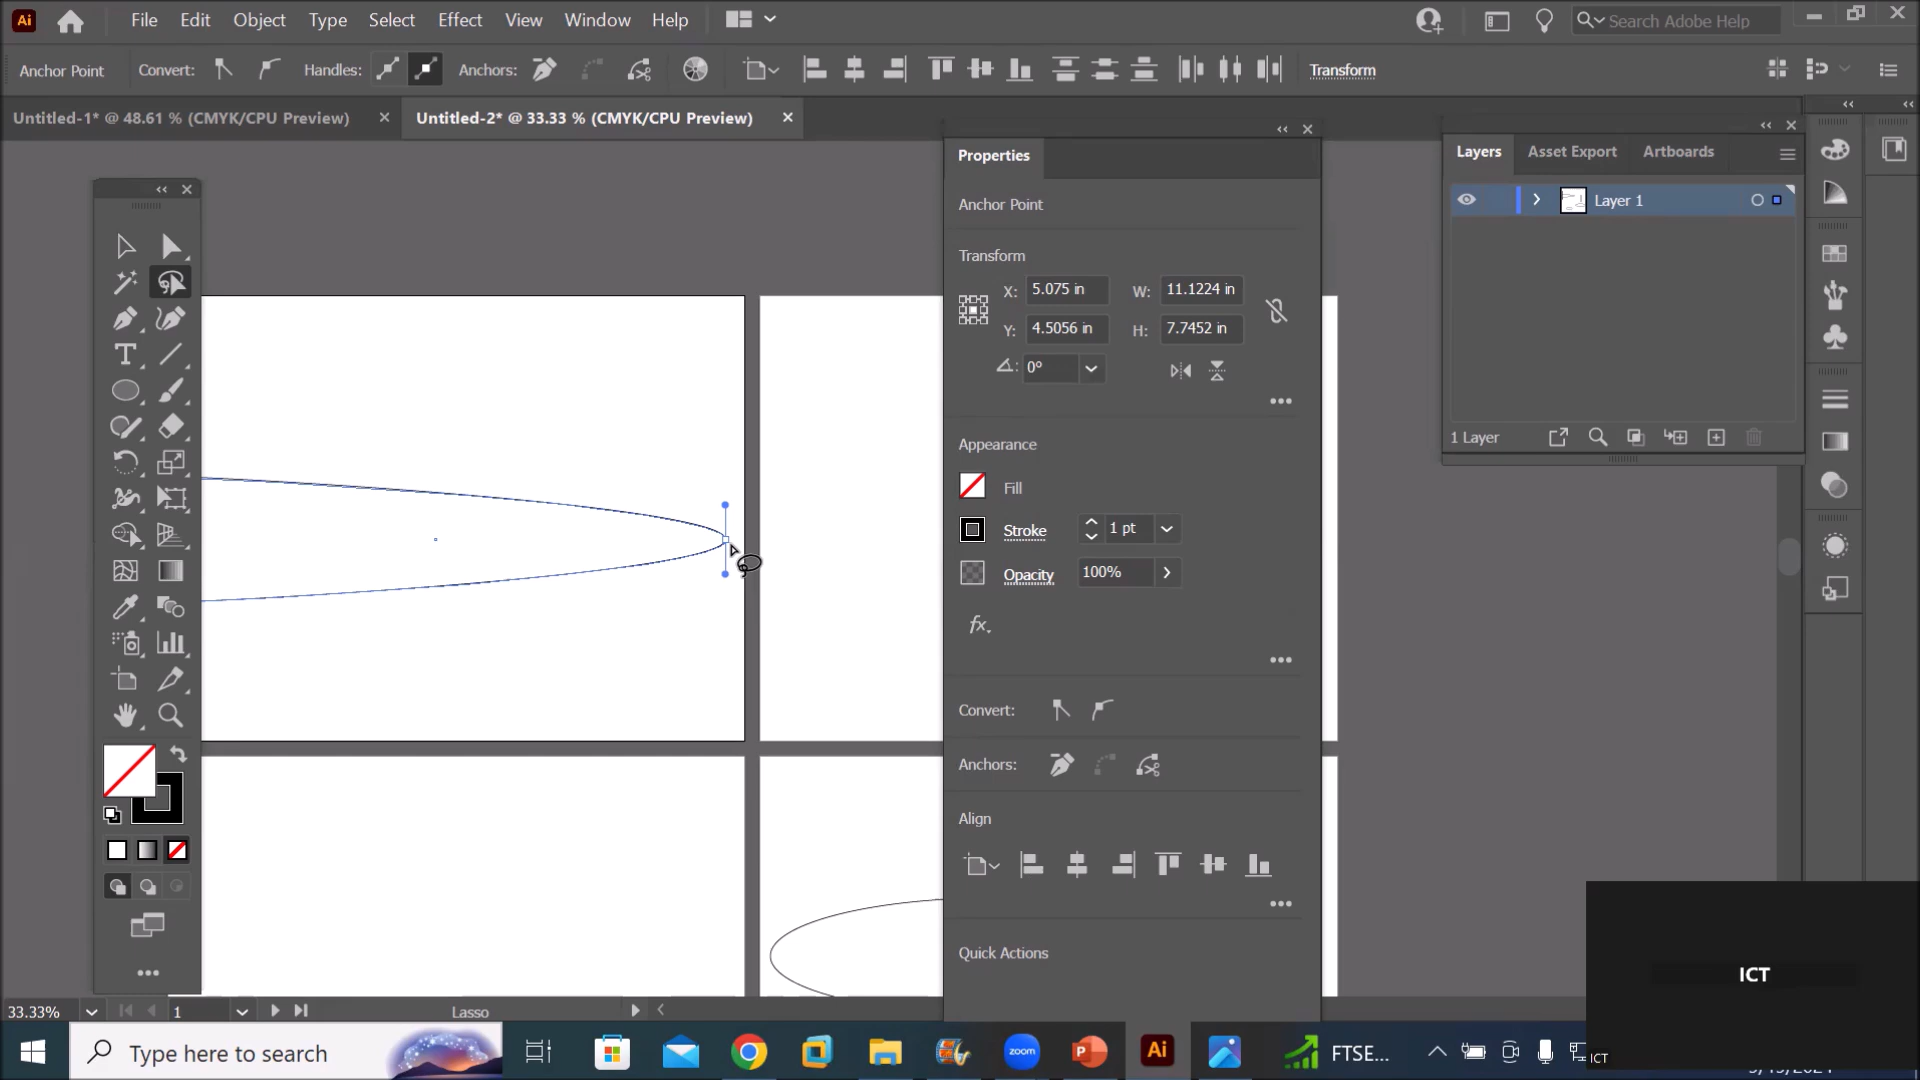 Ai File Edit Object Type Select Effect View Window Help Search Adobe Help
Anchor Point Convert: Handles: Anchors: Transform
Untitled-1* @ 48.61 % (CMYK/CPU Preview) Untitled-2* @ 33.33 % (CMYK/CPU Preview)
Properties
Anchor Point
Transform
X: 5.075 in W: 11.1224 in
Y: 4.5056 in H: 7.7452 in
0°
Appearance
Fill
Stroke 1 pt
Opacity 100%
fx.
Convert:
Anchors:
Align
Quick Actions
Layers Asset Export Artboards
Layer 1
1 Layer
T
ICT
33.33% 1 Lasso
Type here to search zoom P Ai FTSE... ICT